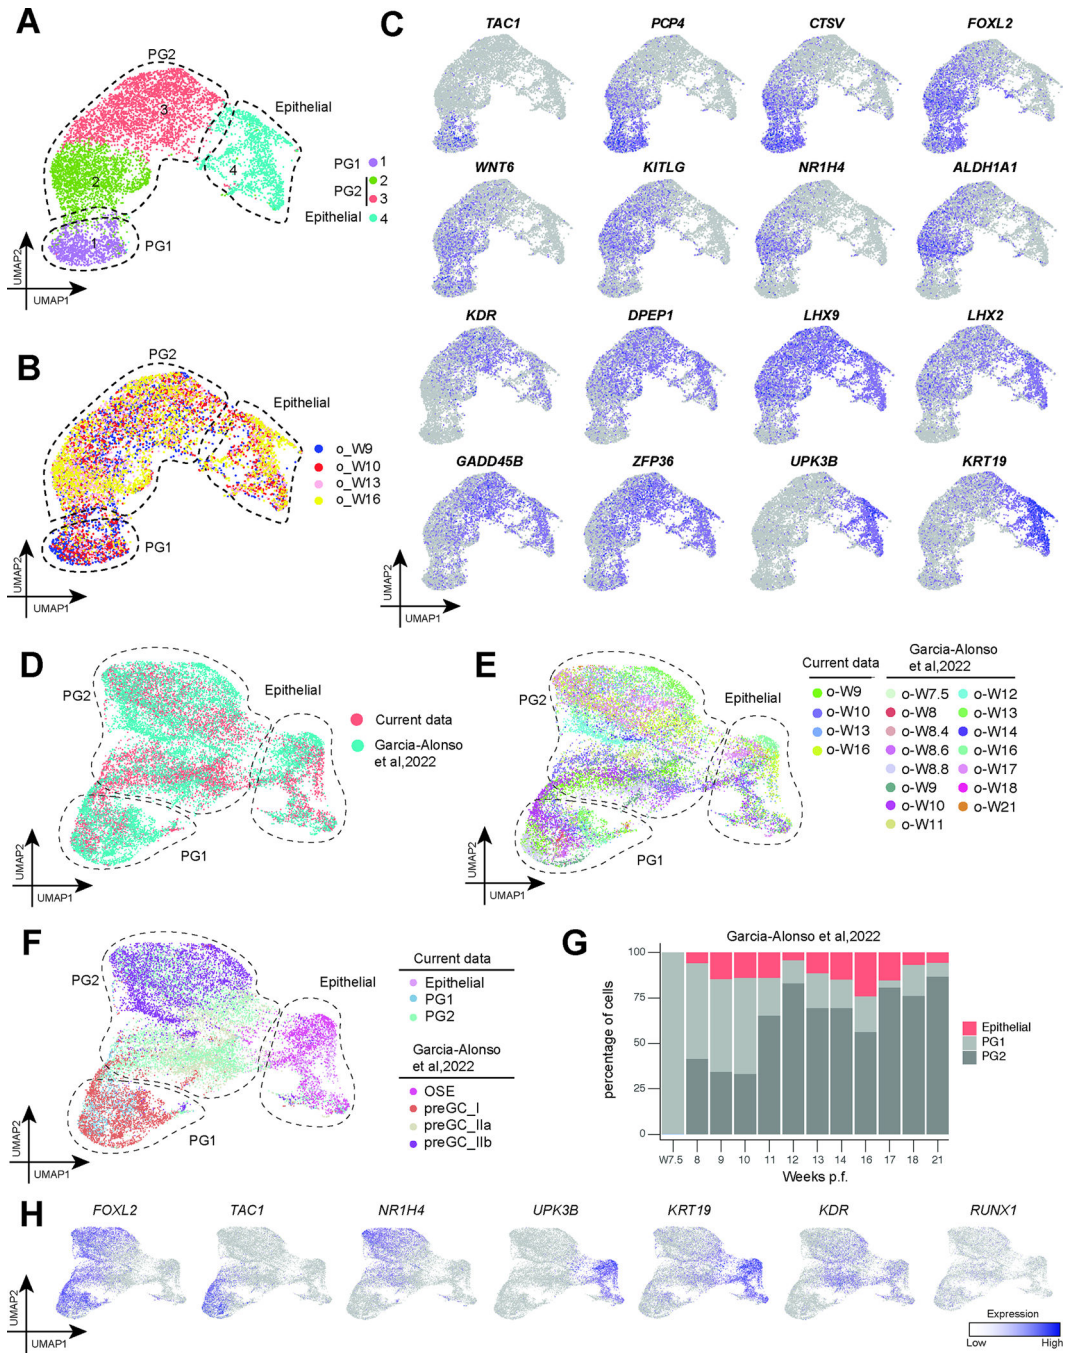 A
PG2
Epithelial
3
4
2
1
PG1
PG1 1
2
PG2
3
Epithelial 4
UMAP2
UMAP1
B
PG2
Epithelial
o_W9
o_W10
o_W13
o_W16
PG1
UMAP2
UMAP1
C
TAC1 PCP4 CTSV FOXL2
WNT6 KITLG NR1H4 ALDH1A1
KDR DPEP1 LHX9 LHX2
GADD45B ZFP36 UPK3B KRT19
UMAP2
UMAP1
D
PG2
Epithelial
Current data
Garcia-Alonso
et al,2022
PG1
UMAP2
UMAP1
E
PG2
Epithelial
PG1
Current data
o-W9
o-W10
o-W13
o-W16
Garcia-Alonso
et al,2022
o-W7.5 o-W12
o-W8 o-W13
o-W8.4 o-W14
o-W8.6 o-W16
o-W8.8 o-W17
o-W9 o-W18
o-W10 o-W21
o-W11
UMAP2
UMAP1
F
PG2
Epithelial
PG1
Current data
Epithelial
PG1
PG2
Garcia-Alonso
et al,2022
OSE
preGC_I
preGC_IIa
preGC_IIb
UMAP2
UMAP1
G
Garcia-Alonso et al,2022
percentage of cells
100
75
50
25
0
W7.5 8 9 10 11 12 13 14 16 17 18 21
Weeks p.f.
Epithelial
PG1
PG2
H
FOXL2 TAC1 NR1H4 UPK3B KRT19 KDR RUNX1
UMAP2
UMAP1
Expression
Low High